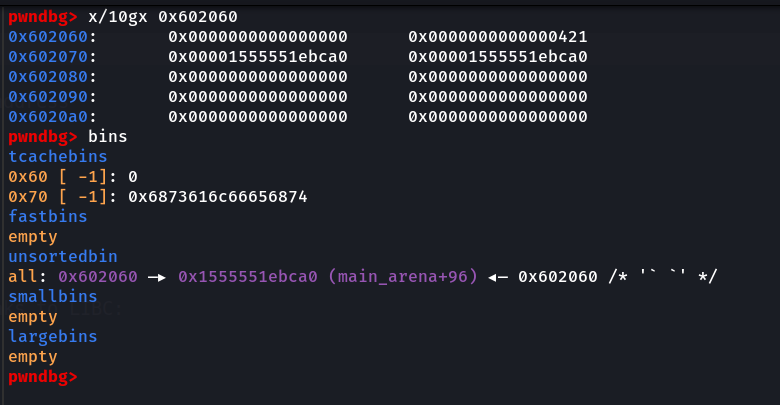 pwndbg> x/10gx 0x602060
0x602060: 0x0000000000000000 0x0000000000000421
0x602070: 0x00001555551ebca0 0x00001555551ebca0
0x602080: 0x0000000000000000 0x0000000000000000
0x602090: 0x0000000000000000 0x0000000000000000
0x6020a0: 0x0000000000000000 0x0000000000000000
pwndbg> bins
tcachebins
0x60 [ -1]: 0
0x70 [ -1]: 0x6873616c66656874
fastbins
empty
unsortedbin
all: 0x602060 —▸ 0x1555551ebca0 (main_arena+96) ◂— 0x602060 /* '` `' */
smallbins
empty
largebins
empty
pwndbg>